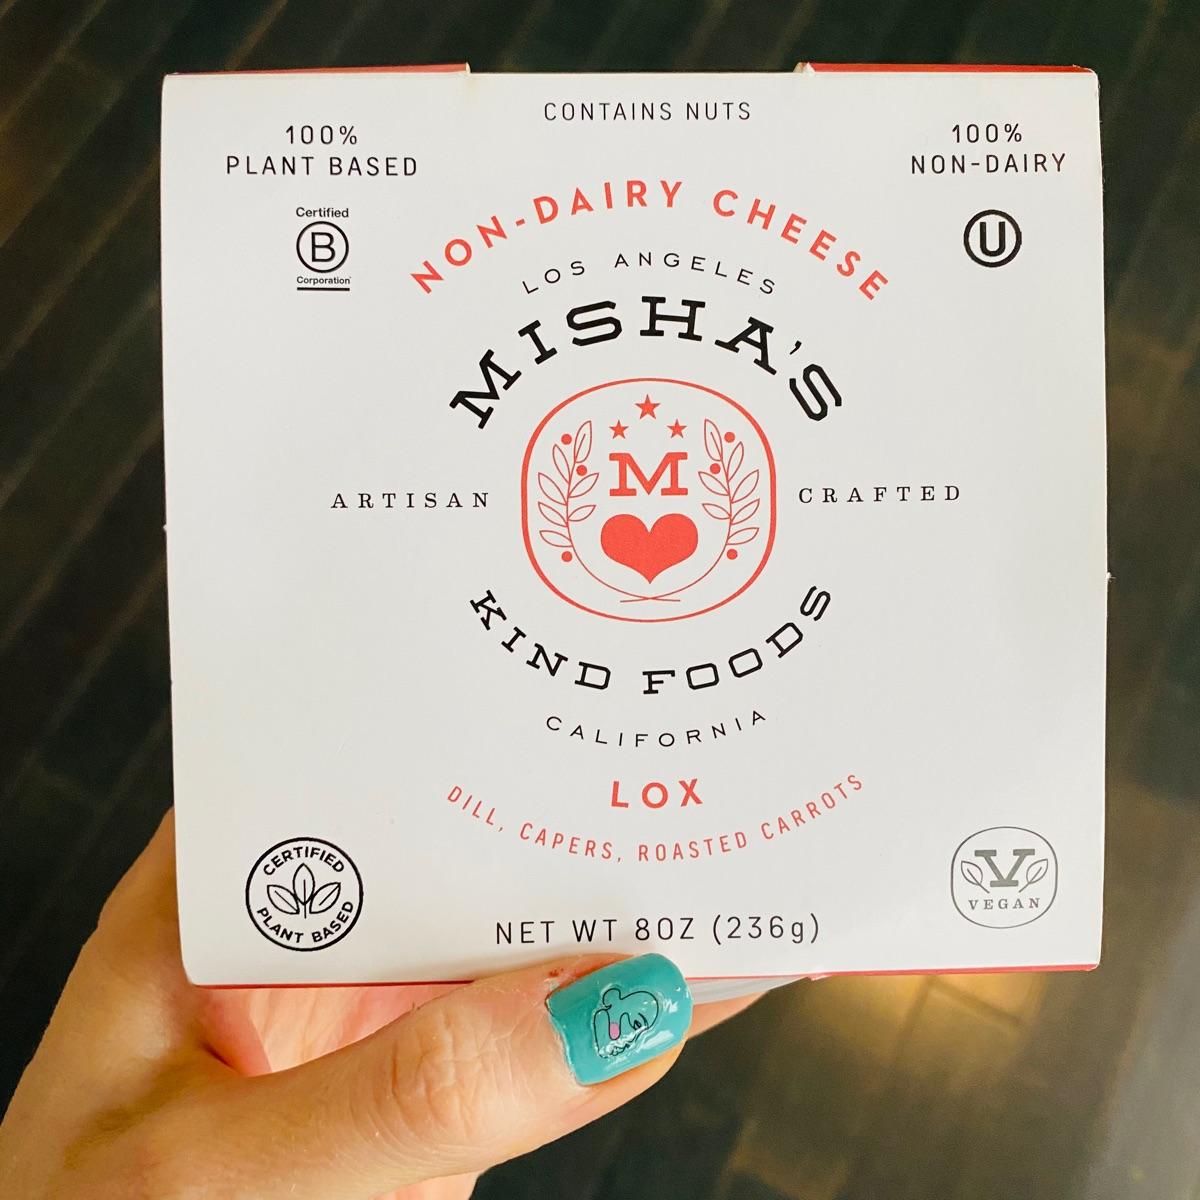 CONTAINS NUTS
100%
PLANT BASED
100%
NON-DAIRY
Certified
B
Corporation
U
NON-DAIRY CHEESE
LOS ANGELES
MISHA'S
M
ARTISAN
CRAFTED
KIND FOODS
CALIFORNIA
LOX
DILL, CAPERS, ROASTED CARROTS
CERTIFIED
PLANT BASED
V
VEGAN
NET WT 8OZ (236g)